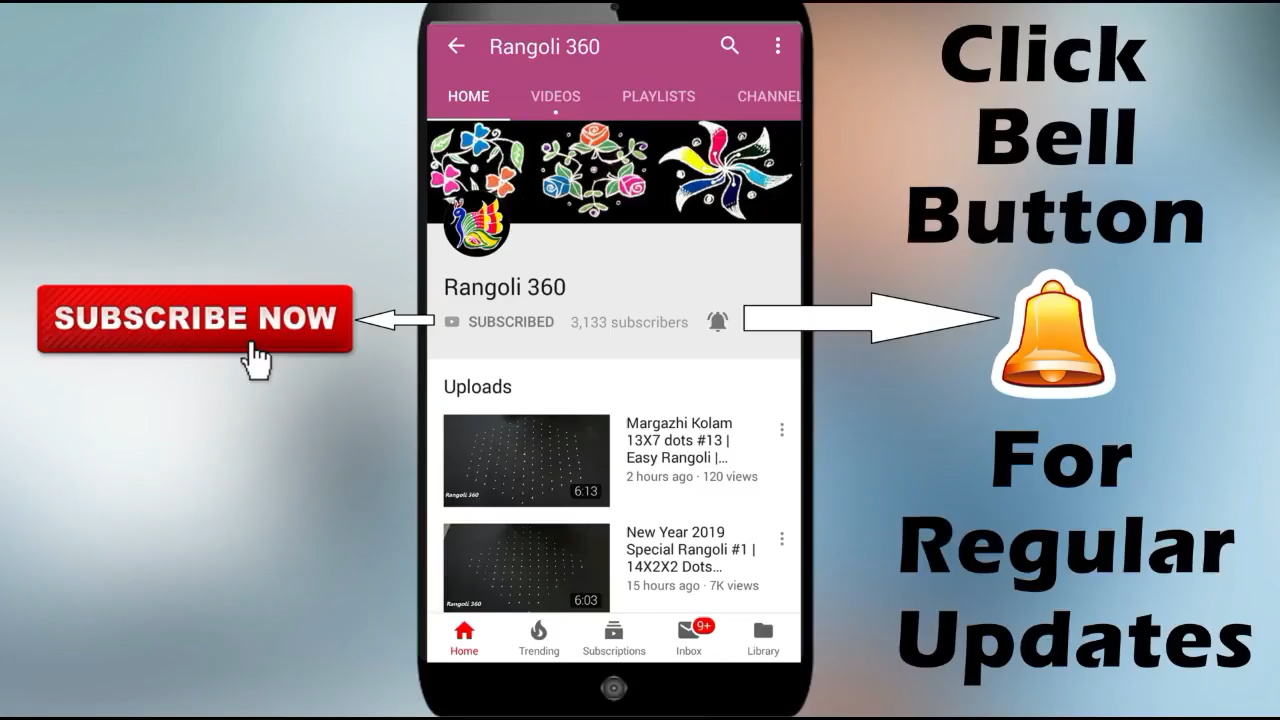 Rangoli 360
HOME VIDEOS PLAYLISTS CHANNEL
Rangoli 360
SUBSCRIBED 3,133 subscribers
Uploads
Margazhi Kolam
13X7 dots #13 |
Easy Rangoli |...
2 hours ago · 120 views
6:13
Rangoli 360
New Year 2019
Special Rangoli #1 |
14X2X2 Dots...
15 hours ago · 7K views
6:03
Rangoli 360
Home Trending Subscriptions Inbox Library
9+
SUBSCRIBE NOW
Click
Bell
Button
For
Regular
Updates